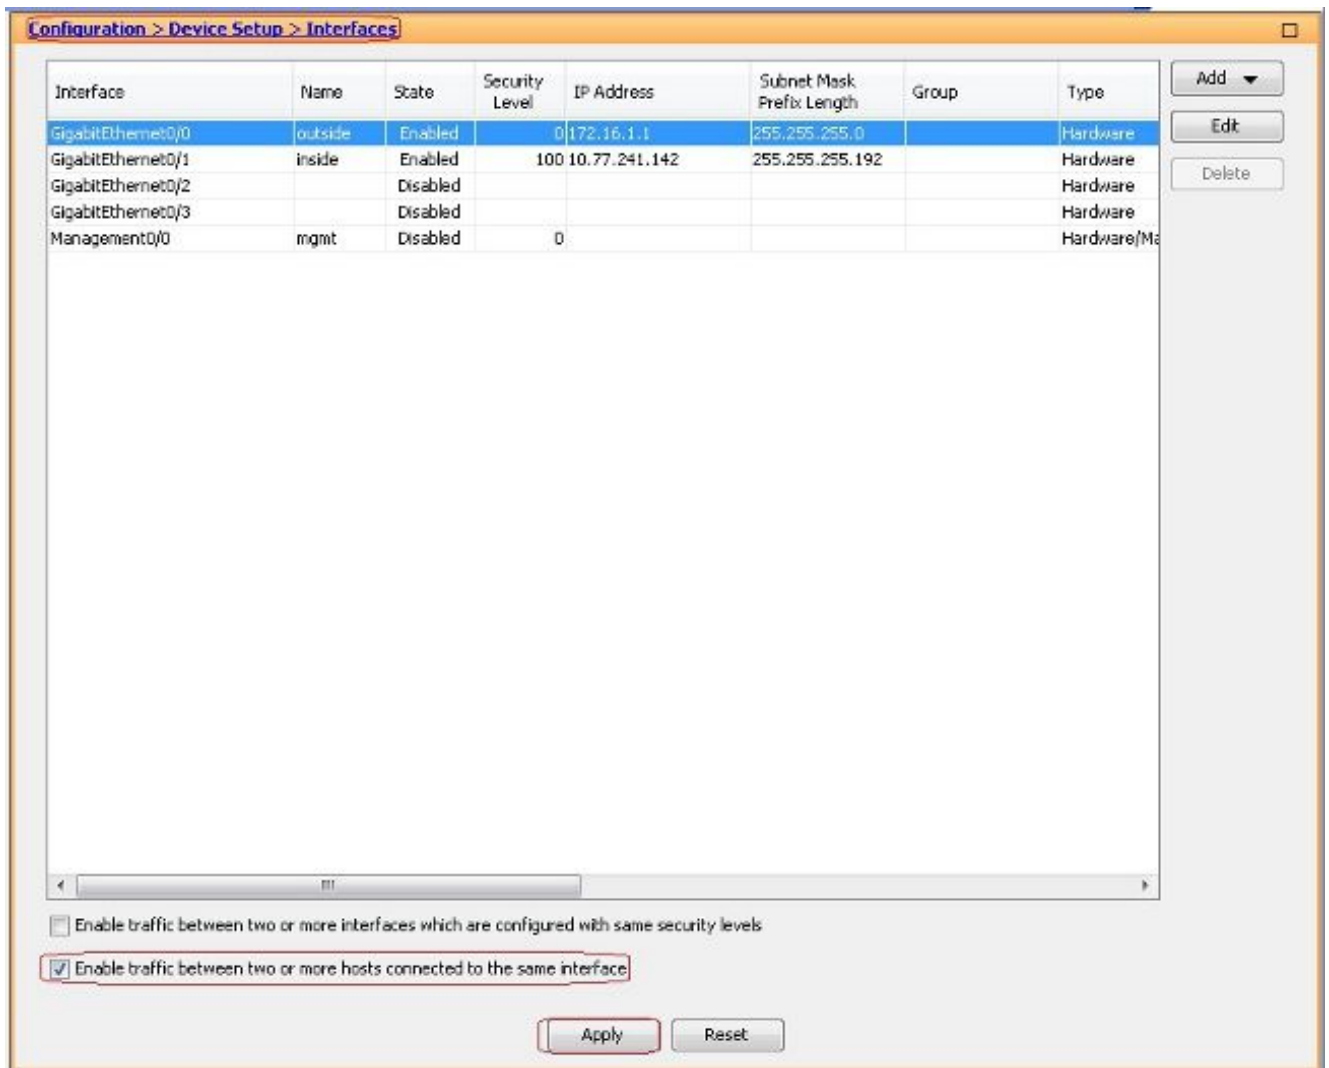 Configuration > Device Setup > Interfaces
Interface Name State Security Level IP Address Subnet Mask Prefix Length Group Type
GigabitEthernet0/0 outside Enabled 0 172.16.1.1 255.255.255.0 Hardware
GigabitEthernet0/1 inside Enabled 100 10.77.241.142 255.255.255.192 Hardware
GigabitEthernet0/2 Disabled Hardware
GigabitEthernet0/3 Disabled Hardware
Management0/0 mgmt Disabled 0 Hardware/Ma
Add
Edit
Delete
Enable traffic between two or more interfaces which are configured with same security levels
Enable traffic between two or more hosts connected to the same interface
Apply Reset